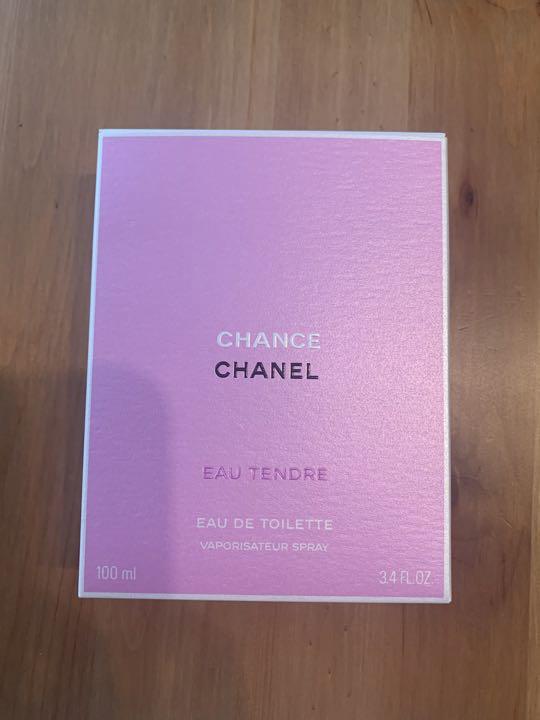 CHANCE
CHANEL
EAU TENDRE
EAU DE TOILETTE
VAPORISATEUR SPRAY
100 ml 3.4 FL.OZ.